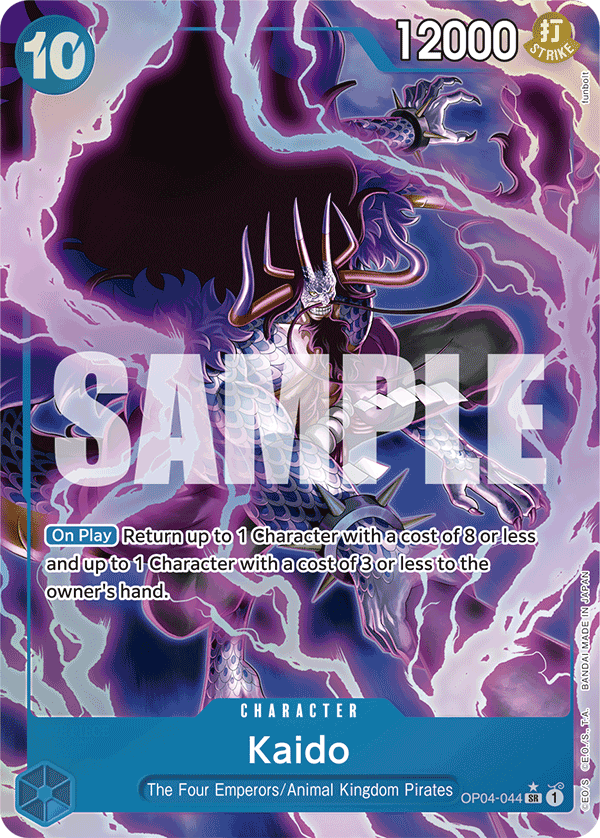 10
12000
打
STRIKE
tunbolt
SAMPLE
On Play Return up to 1 Character with a cost of 8 or less
and up to 1 Character with a cost of 3 or less to the
owner's hand.
©E.O/S ©E.O./S.,T.A. BANDAI MADE IN JAPAN
CHARACTER
Kaido
The Four Emperors/Animal Kingdom Pirates
OP04-044 ★ SR 1